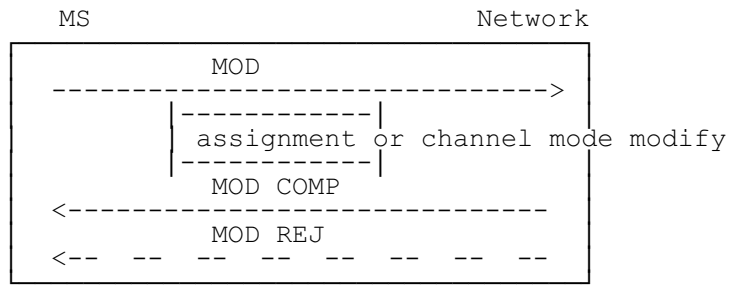 MS Network
MOD
assignment or channel mode modify
MOD COMP
MOD REJ